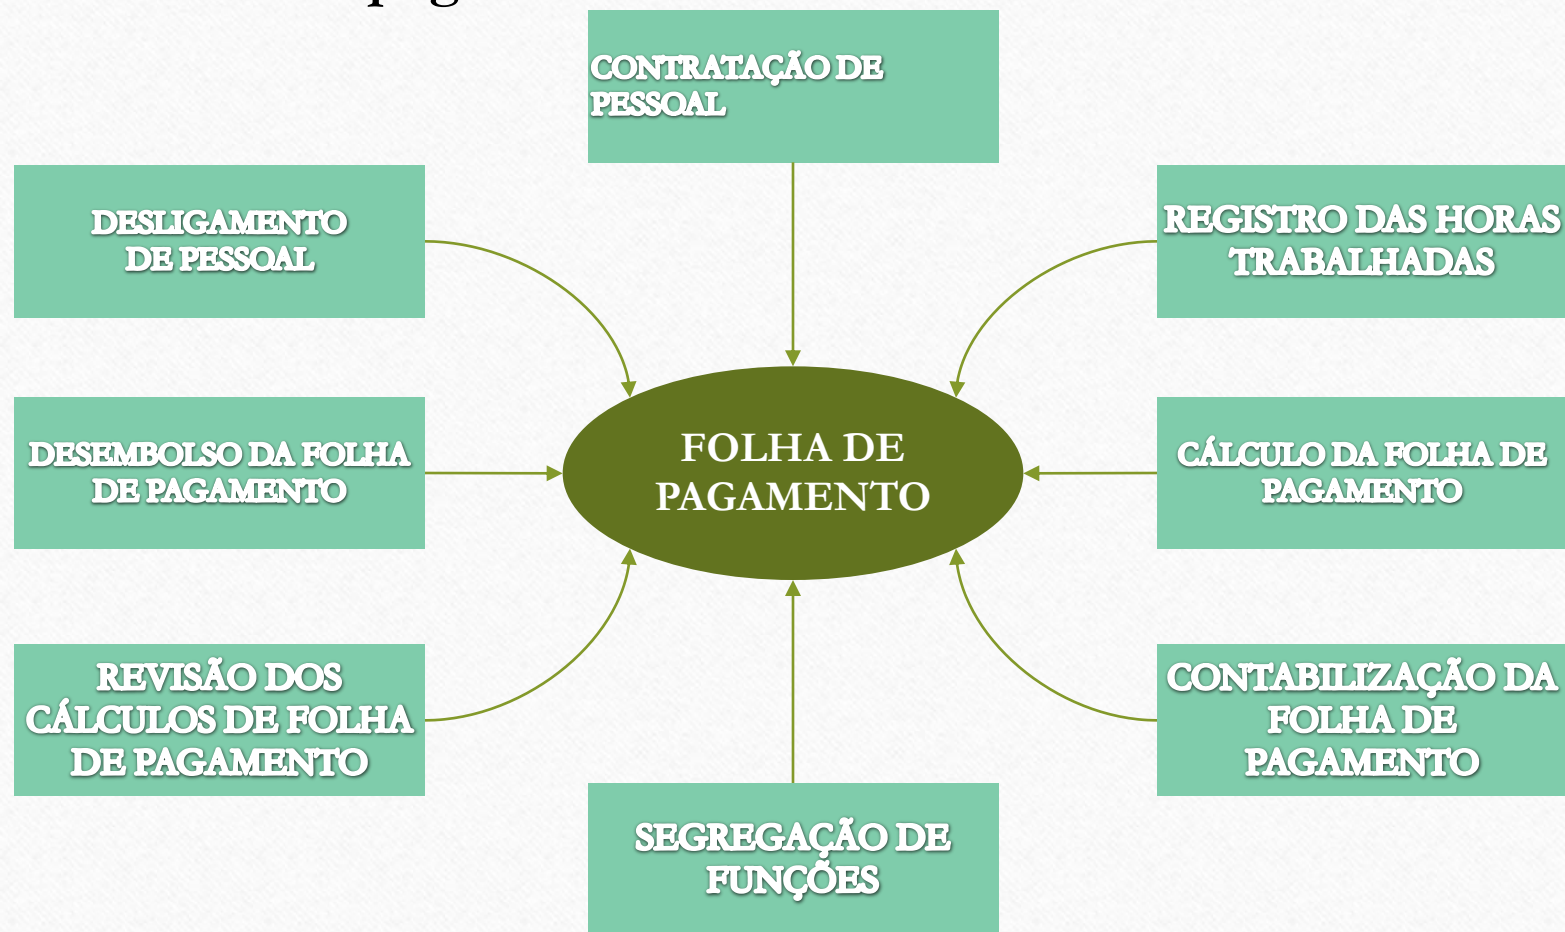 CONTRATAÇÃO DE
PESSOAL
DESLIGAMENTO
DE PESSOAL
REGISTRO DAS HORAS
TRABALHADAS
FOLHA DE
PAGAMENTO
DESEMBOLSO DA FOLHA
DE PAGAMENTO
CÁLCULO DA FOLHA DE
PAGAMENTO
REVISÃO DOS
CÁLCULOS DE FOLHA
DE PAGAMENTO
CONTABILIZAÇÃO DA
FOLHA DE
PAGAMENTO
SEGREGAÇÃO DE
FUNÇÕES